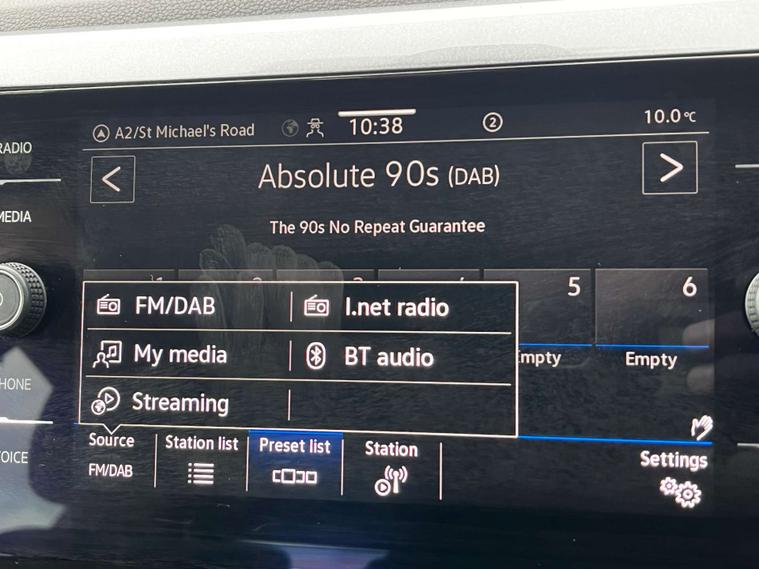 A2/St Michael's Road
10:38
2
10.0°C
RADIO
< Absolute 90s (DAB) >
MEDIA
The 90s No Repeat Guarantee
5
6
FM/DAB
I.net radio
My media
BT audio
mpty
Empty
Streaming
HONE
Source
Station list
Preset list
Station
OICE
FM/DAB
Settings